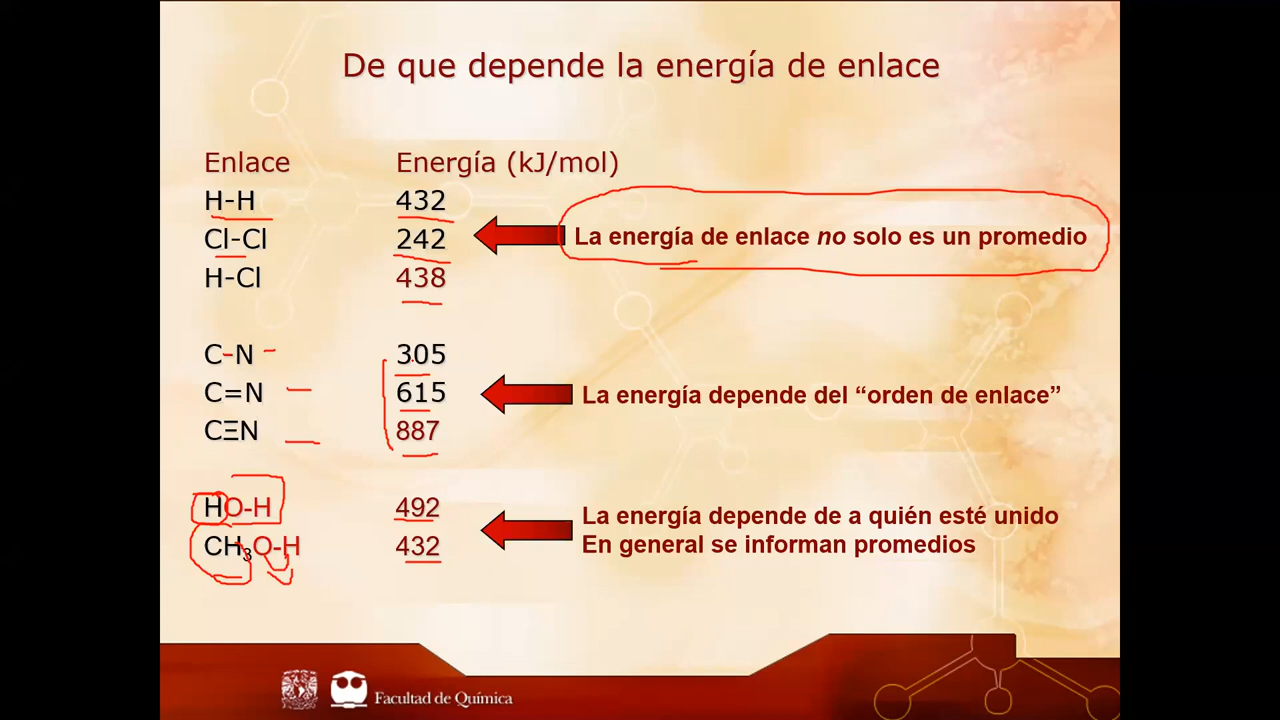 De que depende la energía de enlace
Enlace Energía (kJ/mol)
H-H 432
Cl-Cl 242
H-Cl 438
La energía de enlace no solo es un promedio
C-N 305
C=N 615
CΞN 887
La energía depende del “orden de enlace”
HO-H 492
CH₃O-H 432
La energía depende de a quién esté unido
En general se informan promedios
Facultad de Química